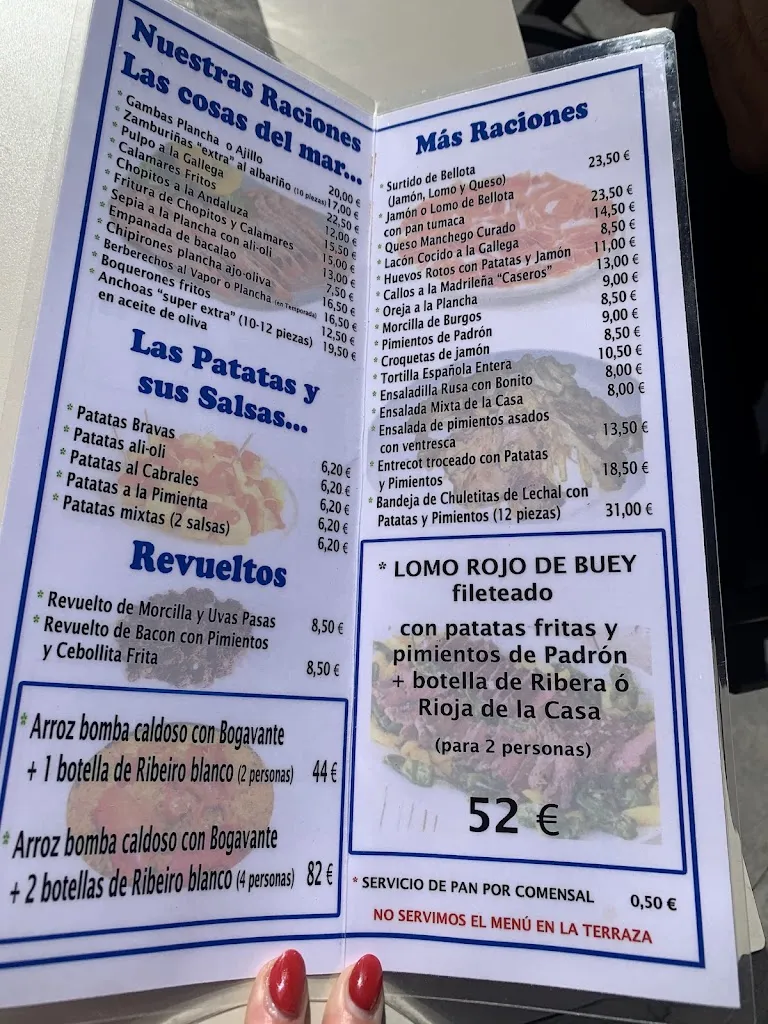 Nuestras Raciones
Las cosas del mar...
* Gambas Plancha o Ajillo 20,00 €
* Zamburiñas "extra" al albariño (10 piezas) 17,00 €
* Pulpo a la Gallega 22,50 €
* Calamares Fritos 12,00 €
* Chopitos a la Andaluza 15,50 €
* Fritura de Chopitos y Calamares 15,00 €
* Sepia a la Plancha con ali-oli 13,00 €
* Empanada de bacalao 7,50 €
* Chipirones plancha ajo-oliva 16,50 €
* Berberechos al Vapor o Plancha (en Temporada) 16,50 €
* Boquerones fritos 12,50 €
* Anchoas "super extra" (10-12 piezas)
en aceite de oliva 19,50 €
Las Patatas y
sus Salsas...
* Patatas Bravas 6,20 €
* Patatas ali-oli 6,20 €
* Patatas al Cabrales 6,20 €
* Patatas a la Pimienta 6,20 €
* Patatas mixtas (2 salsas) 6,20 €
Revueltos
* Revuelto de Morcilla y Uvas Pasas 8,50 €
* Revuelto de Bacon con Pimientos
y Cebollita Frita 8,50 €
* Arroz bomba caldoso con Bogavante
+ 1 botella de Ribeiro blanco (2 personas) 44 €
* Arroz bomba caldoso con Bogavante
+ 2 botellas de Ribeiro blanco (4 personas) 82 €
Más Raciones
* Surtido de Bellota 23,50 €
(Jamón, Lomo y Queso)
* Jamón o Lomo de Bellota 23,50 €
con pan tumaca
* Queso Manchego Curado 14,50 €
* Lacón Cocido a la Gallega 8,50 €
* Huevos Rotos con Patatas y Jamón 11,00 €
* Callos a la Madrileña "Caseros" 13,00 €
* Oreja a la Plancha 9,00 €
* Morcilla de Burgos 8,50 €
* Pimientos de Padrón 9,00 €
* Croquetas de jamón 8,50 €
* Tortilla Española Entera 10,50 €
* Ensaladilla Rusa con Bonito 8,00 €
* Ensalada Mixta de la Casa 8,00 €
* Ensalada de pimientos asados
con ventresca 13,50 €
* Entrecot troceado con Patatas
y Pimientos 18,50 €
* Bandeja de Chuletitas de Lechal con
Patatas y Pimientos (12 piezas) 31,00 €
* LOMO ROJO DE BUEY
fileteado
con patatas fritas y
pimientos de Padrón
+ botella de Ribera ó
Rioja de la Casa
(para 2 personas)
52 €
* SERVICIO DE PAN POR COMENSAL 0,50 €
NO SERVIMOS EL MENÚ EN LA TERRAZA